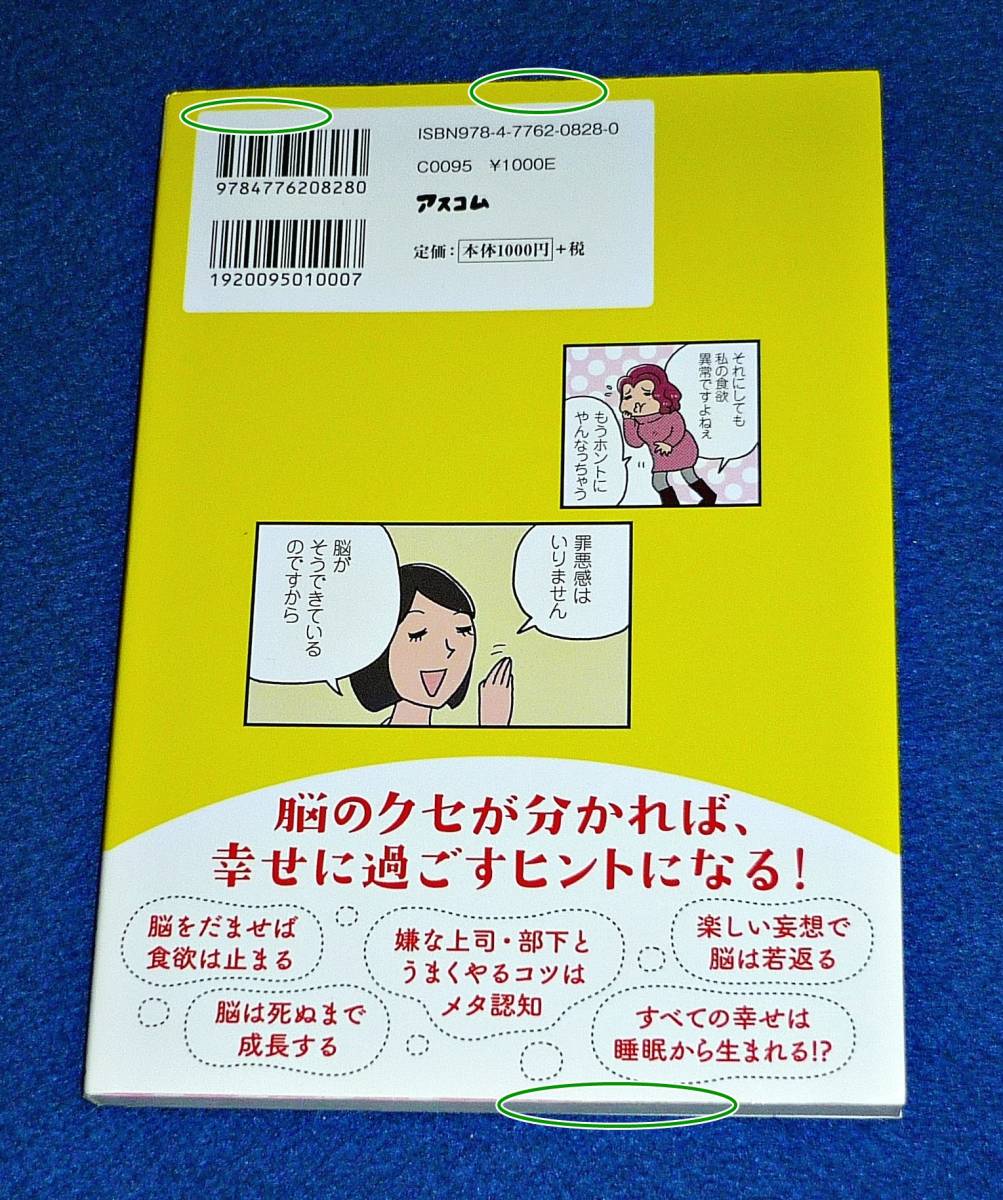 ISBN978-4-7762-0828-0
9784776208280
C0095 ¥1000E
アスコム
1920095010007
定価：本体1000円＋税
それにしても
私の食欲
異常ですよねぇ
もうホントに
やんなっちゃう
罪悪感は
いりません
脳が
そうできている
のですから
脳のクセが分かれば、
幸せに過ごすヒントになる！
脳をだませば
食欲は止まる
嫌な上司・部下と
うまくやるコツは
メタ認知
楽しい妄想で
脳は若返る
脳は死ぬまで
成長する
すべての幸せは
睡眠から生まれる!?